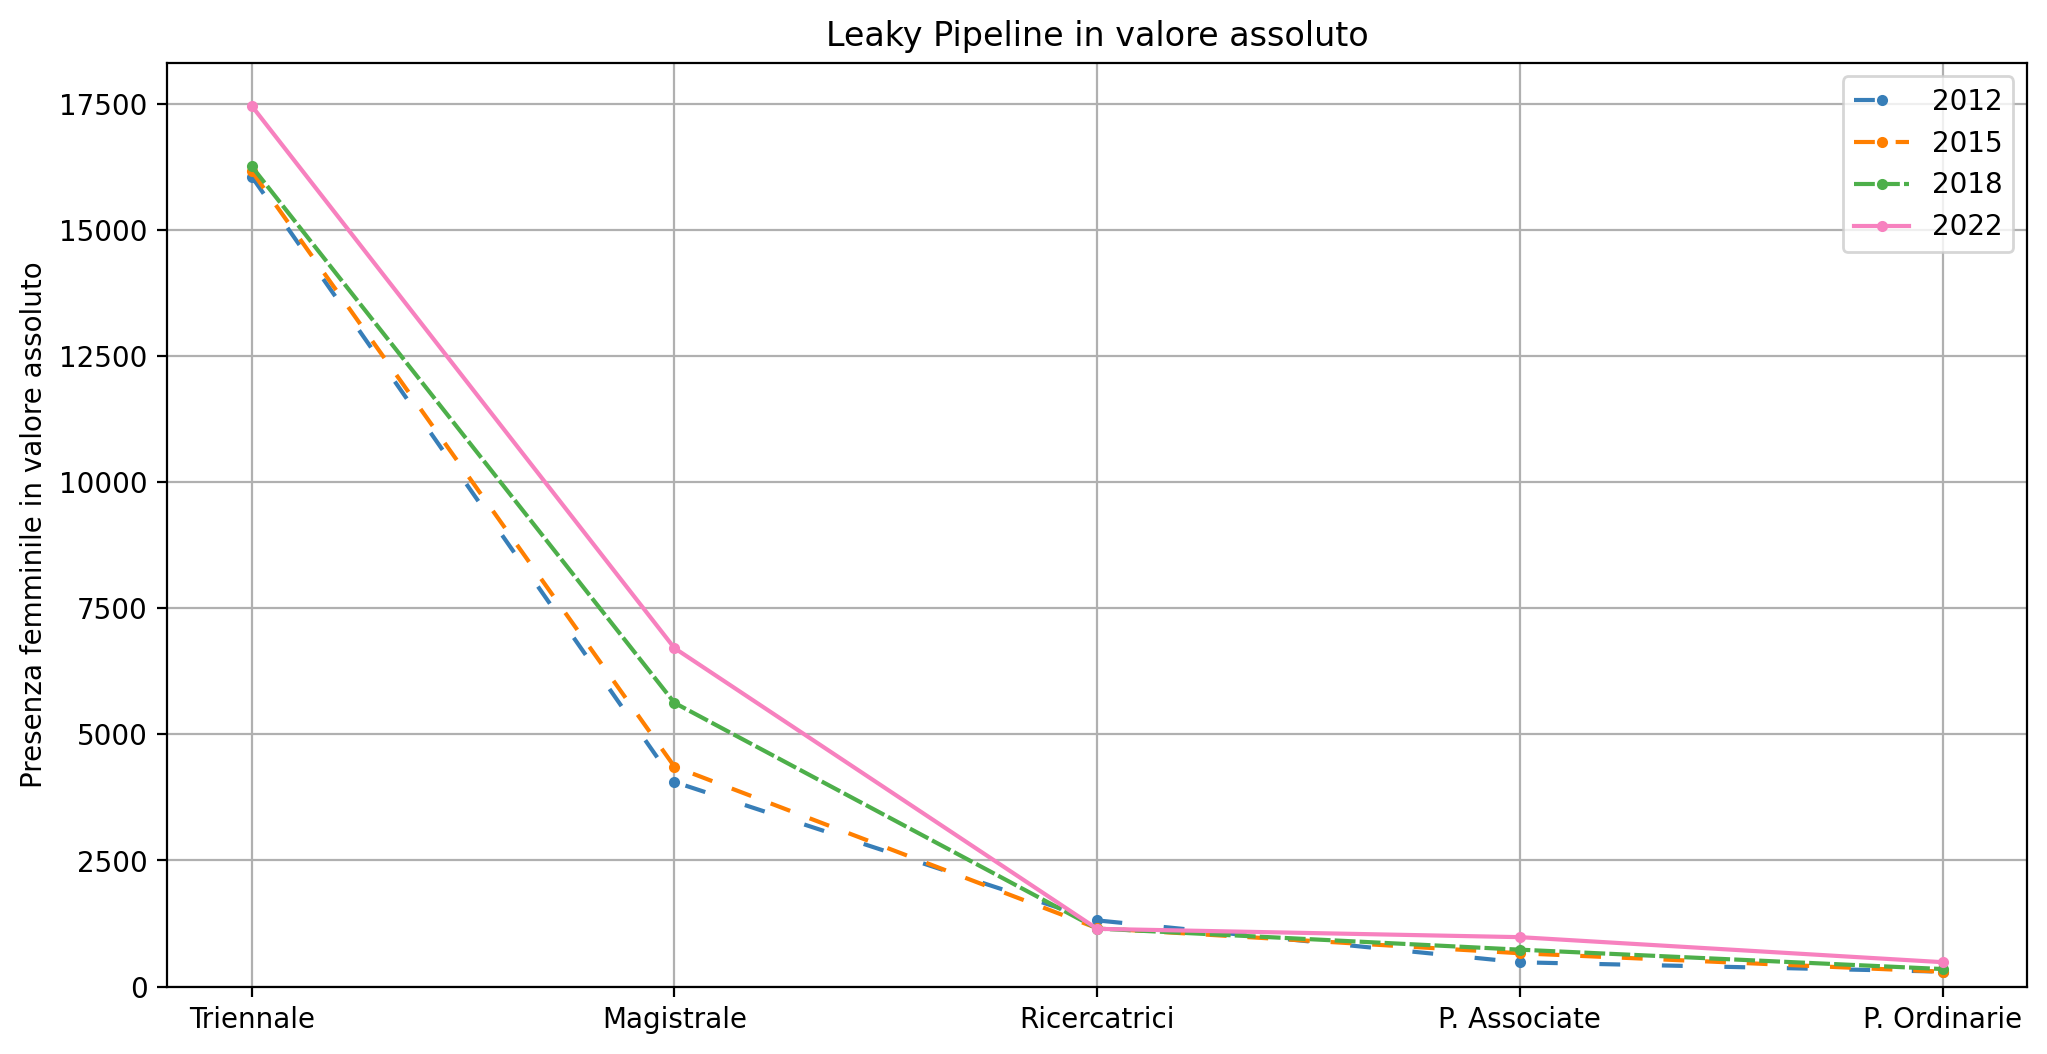 Leaky Pipeline in valore assoluto
Presenza femminile in valore assoluto
17500
15000
12500
10000
7500
5000
2500
0
Triennale
Magistrale
Ricercatrici
P. Associate
P. Ordinarie
2012
2015
2018
2022